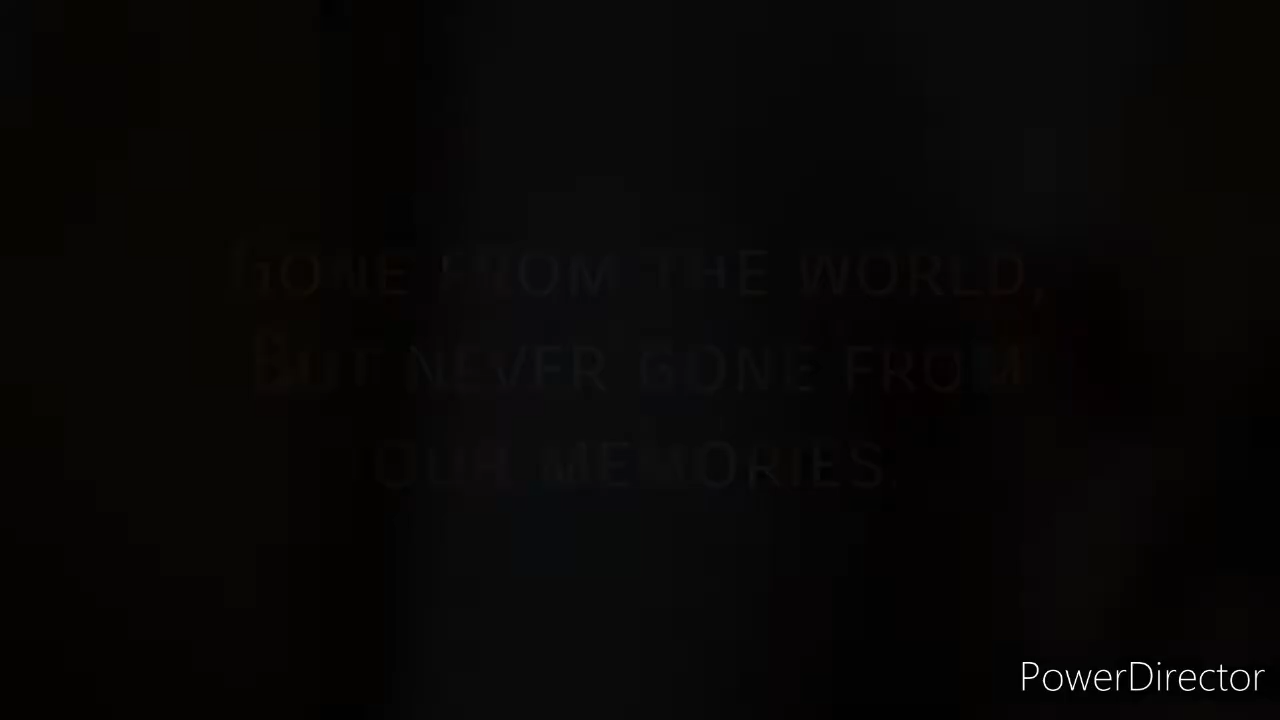 GONE FROM THE WORLD,
BUT NEVER GONE FROM
OUR MEMORIES.
PowerDirector